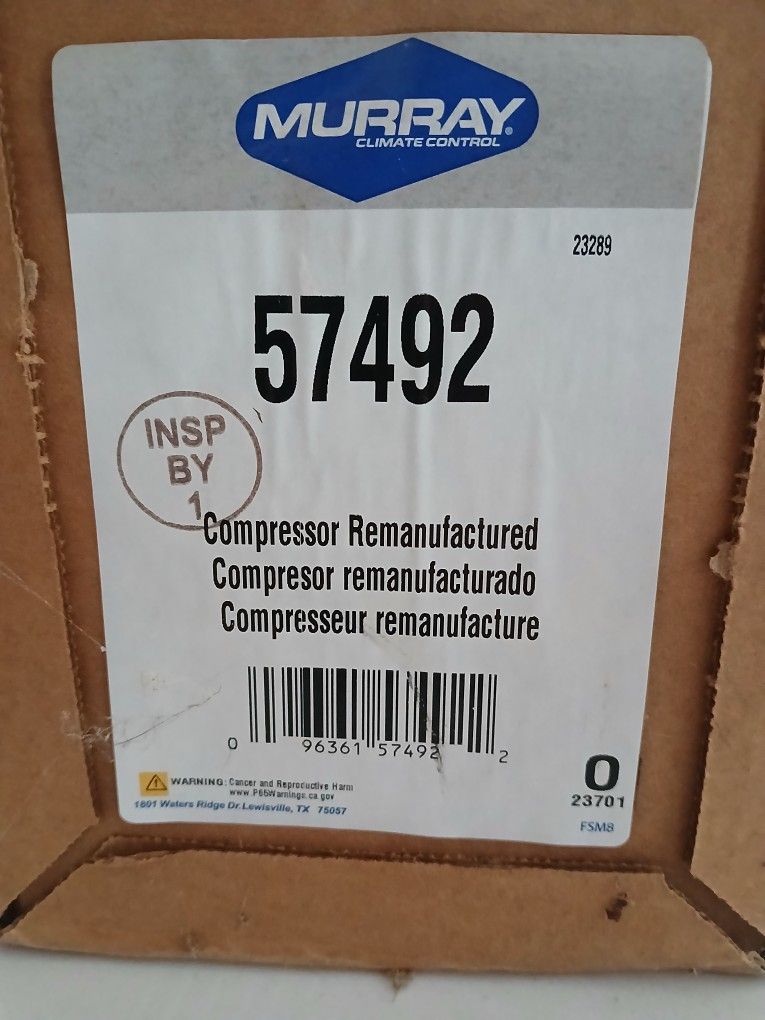 MURRAY®
CLIMATE CONTROL
23289
57492
INSP
BY
1
Compressor Remanufactured
Compresor remanufacturado
Compresseur remanufacture
0 96361 57492 2
WARNING: Cancer and Reproductive Harm
www.P65Warnings.ca.gov
1801 Waters Ridge Dr. Lewisville, TX 75057
0
23701
FSM8